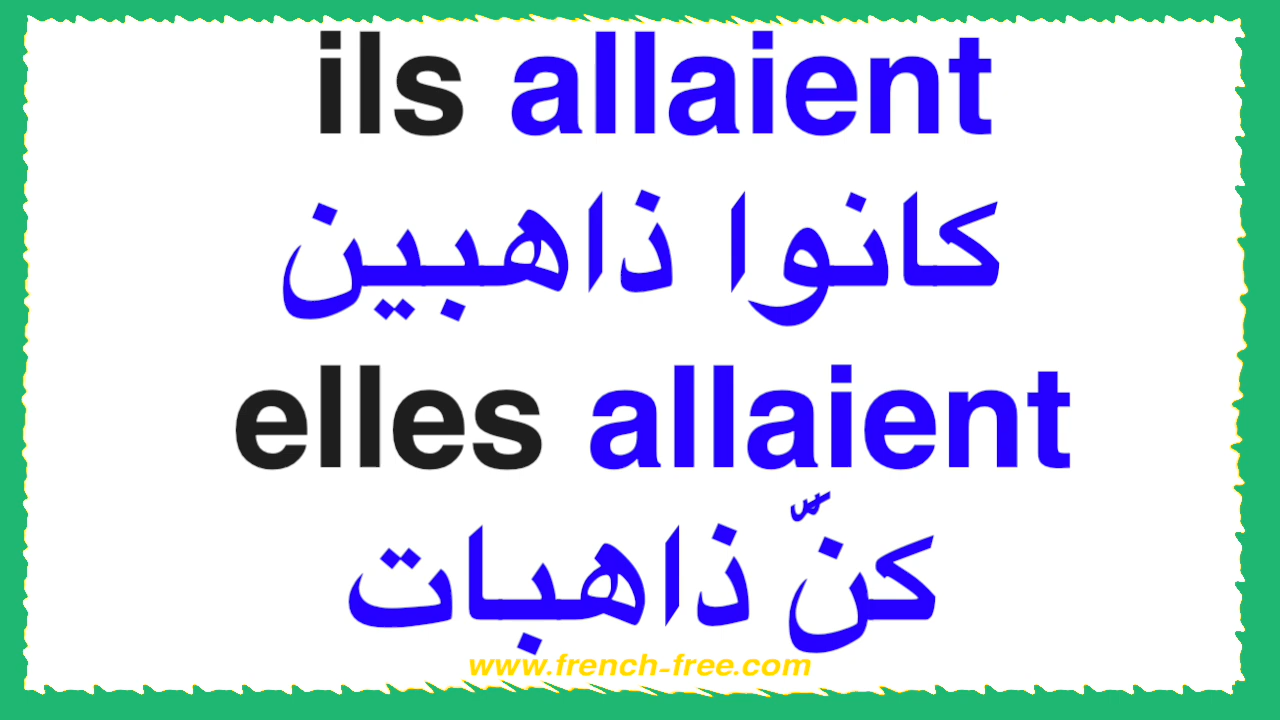 ils allaient
كانوا ذاهبين
elles allaient
كنّ ذاهبات
www.french-free.com